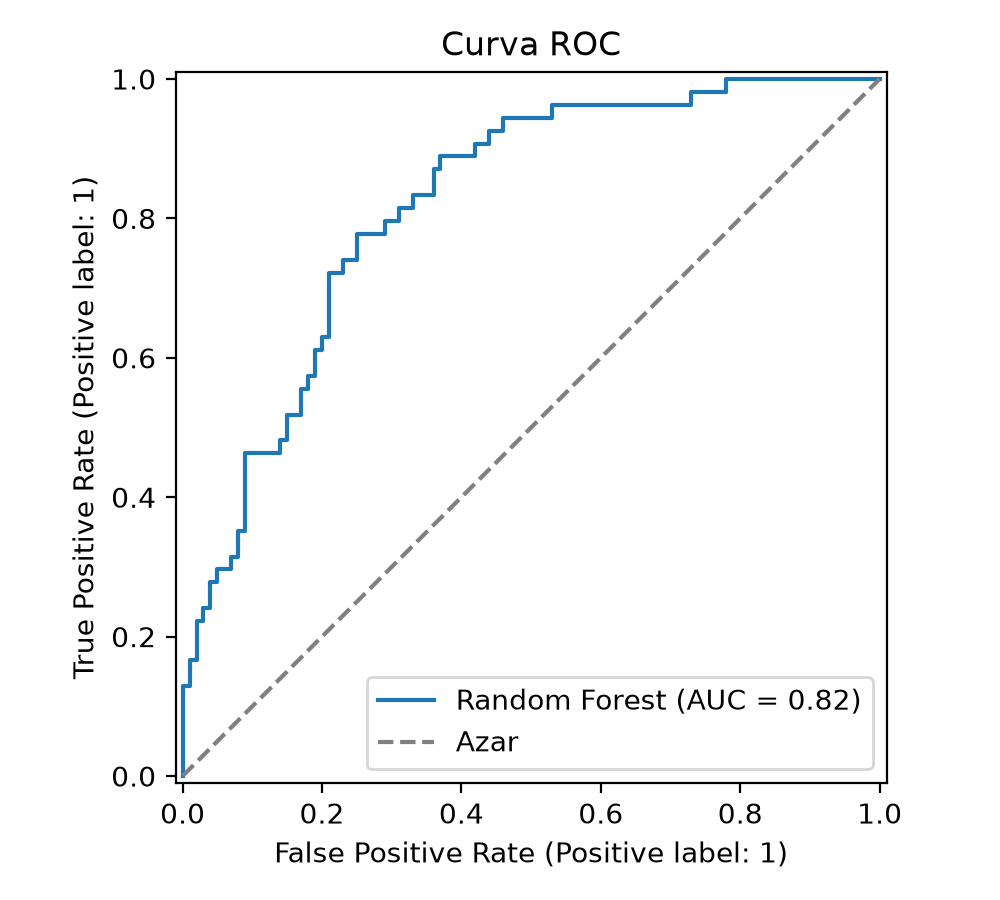 Curva ROC
True Positive Rate (Positive label: 1)
1.0
0.8
0.6
0.4
0.2
0.0
Random Forest (AUC = 0.82)
Azar
0.0 0.2 0.4 0.6 0.8 1.0
False Positive Rate (Positive label: 1)